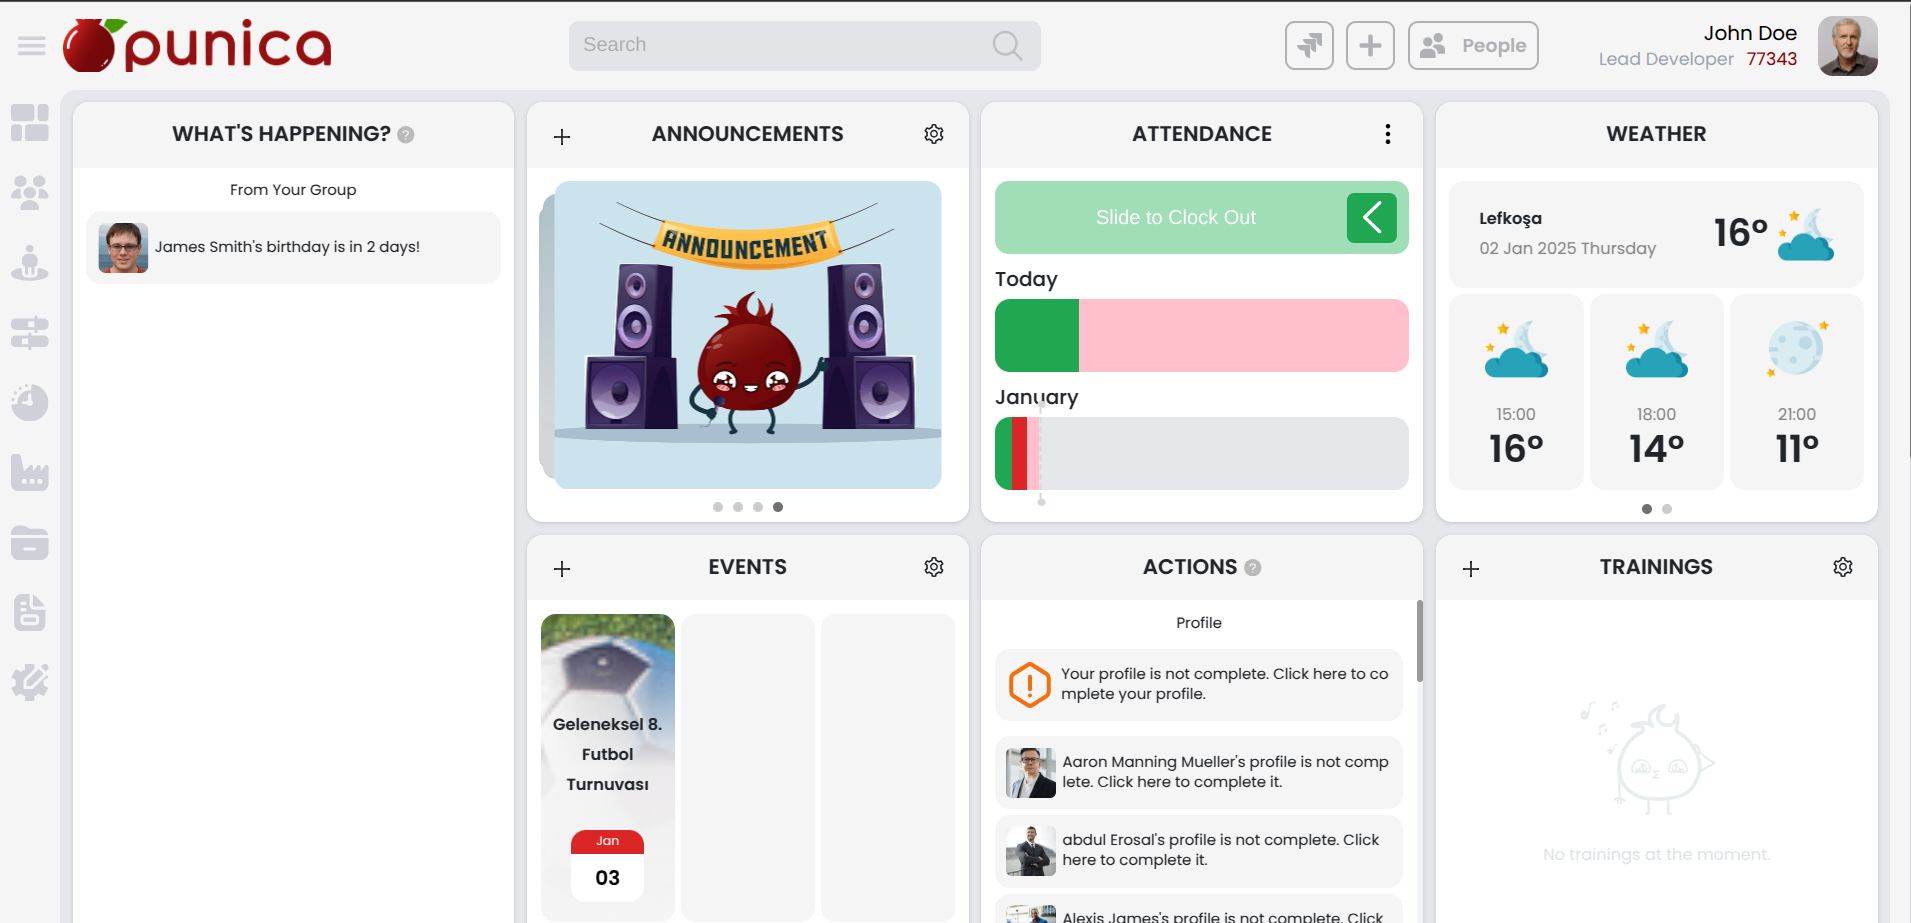 punica
Search
People
John Doe
Lead Developer 77343
WHAT'S HAPPENING? ?
From Your Group
James Smith's birthday is in 2 days!
ANNOUNCEMENTS
ANNOUNCEMENT
ATTENDANCE
Slide to Clock Out
Today
January
WEATHER
Lefkoşa
02 Jan 2025 Thursday
16°
15:00
16°
18:00
14°
21:00
11°
EVENTS
Geleneksel 8.
Futbol
Turnuvası
Jan
03
ACTIONS ?
Profile
Your profile is not complete. Click here to co
mplete your profile.
Aaron Manning Mueller's profile is not comp
lete. Click here to complete it.
abdul Erosal's profile is not complete. Click
here to complete it.
Alexis James's profile is not complete. Click
TRAININGS
No trainings at the moment.